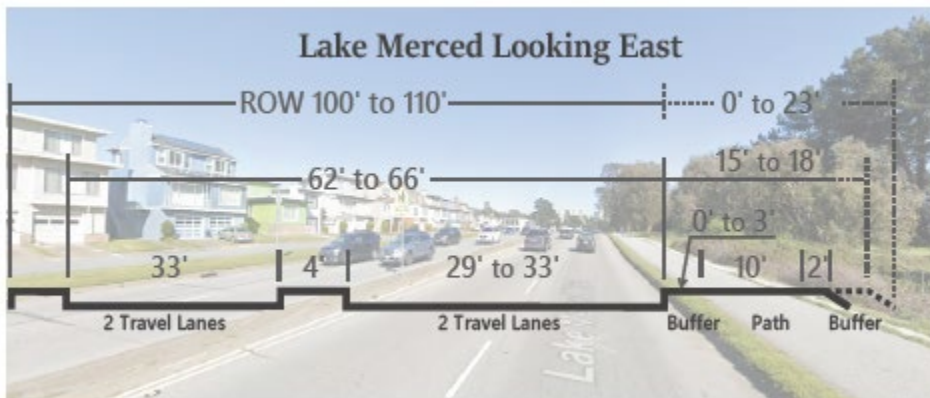 Lake Merced Looking East
ROW 100' to 110'
0' to 23'
15' to 18'
62' to 66'
0' to 3'
33'
4'
29' to 33'
10'
2'
2 Travel Lanes
2 Travel Lanes
Buffer
Path
Buffer